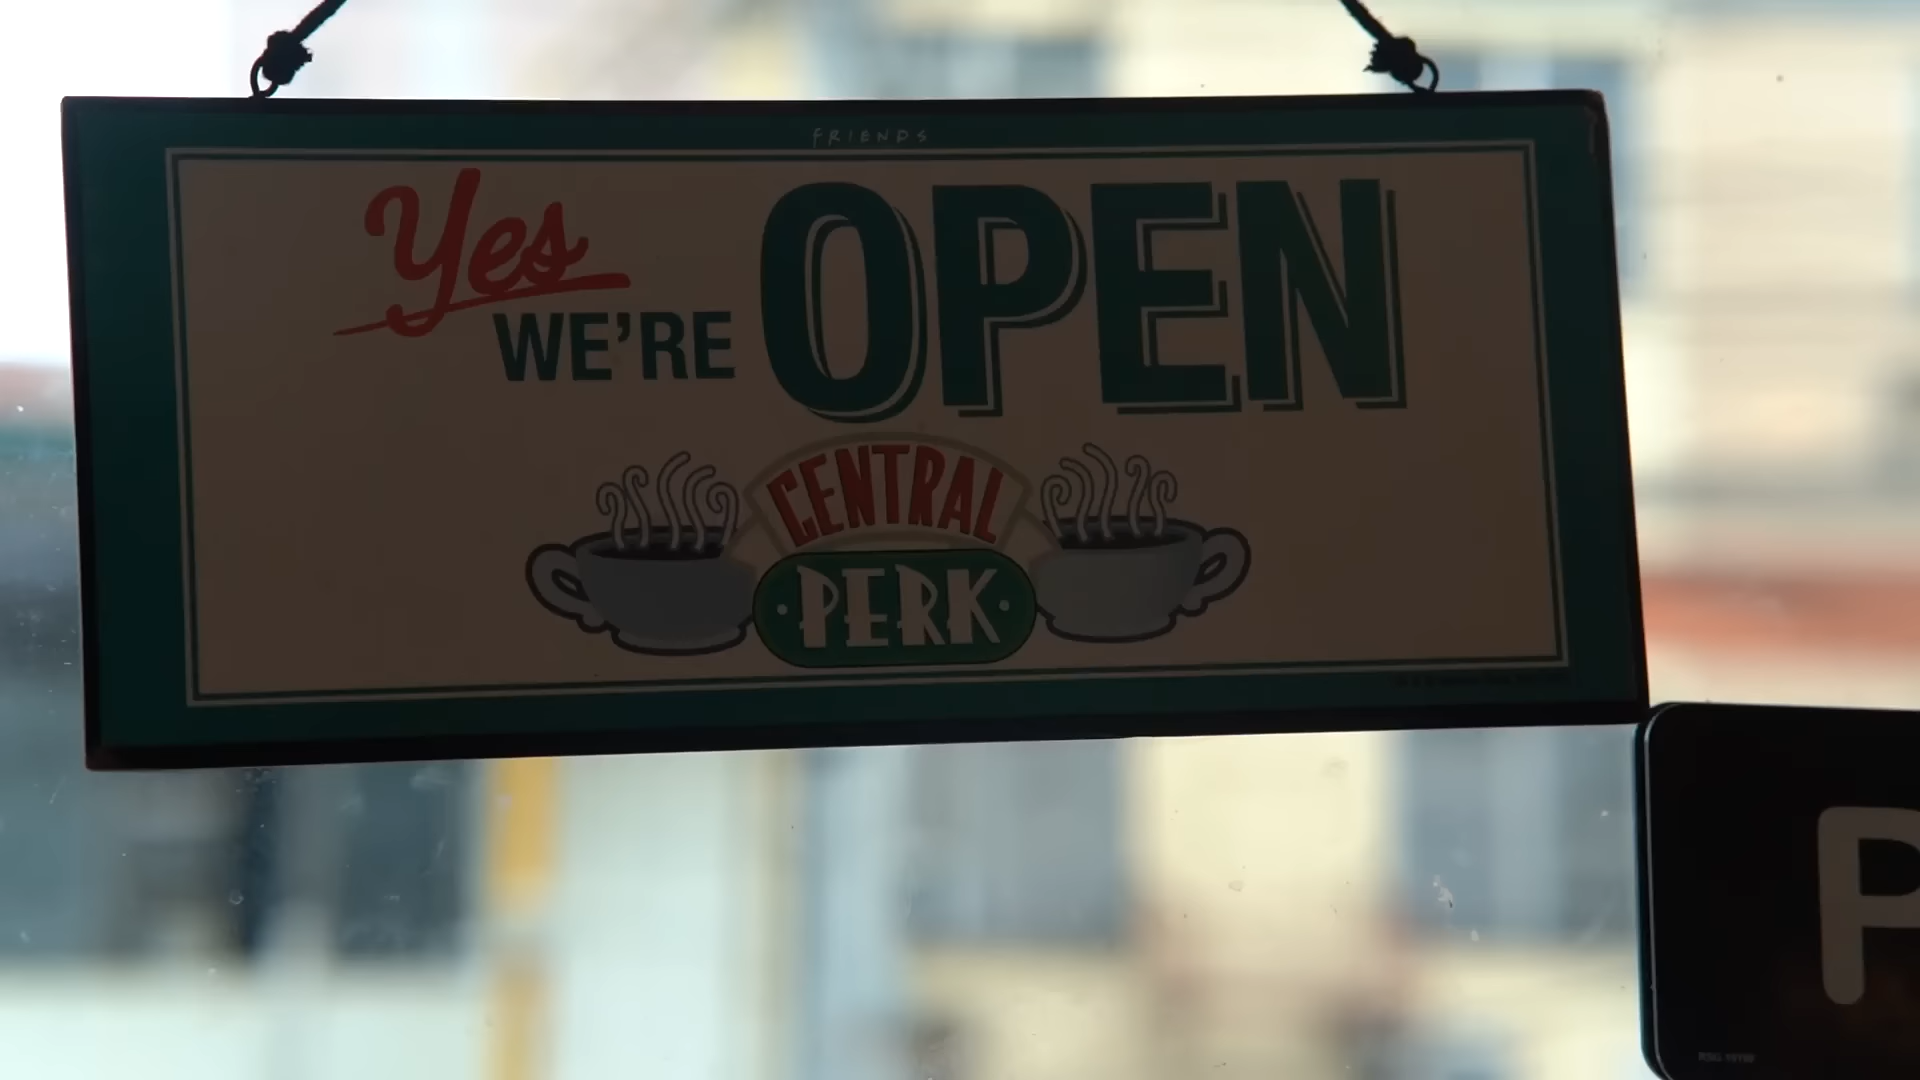 FRIENDS
Yes
WE'RE OPEN
CENTRAL
·PERK·
P